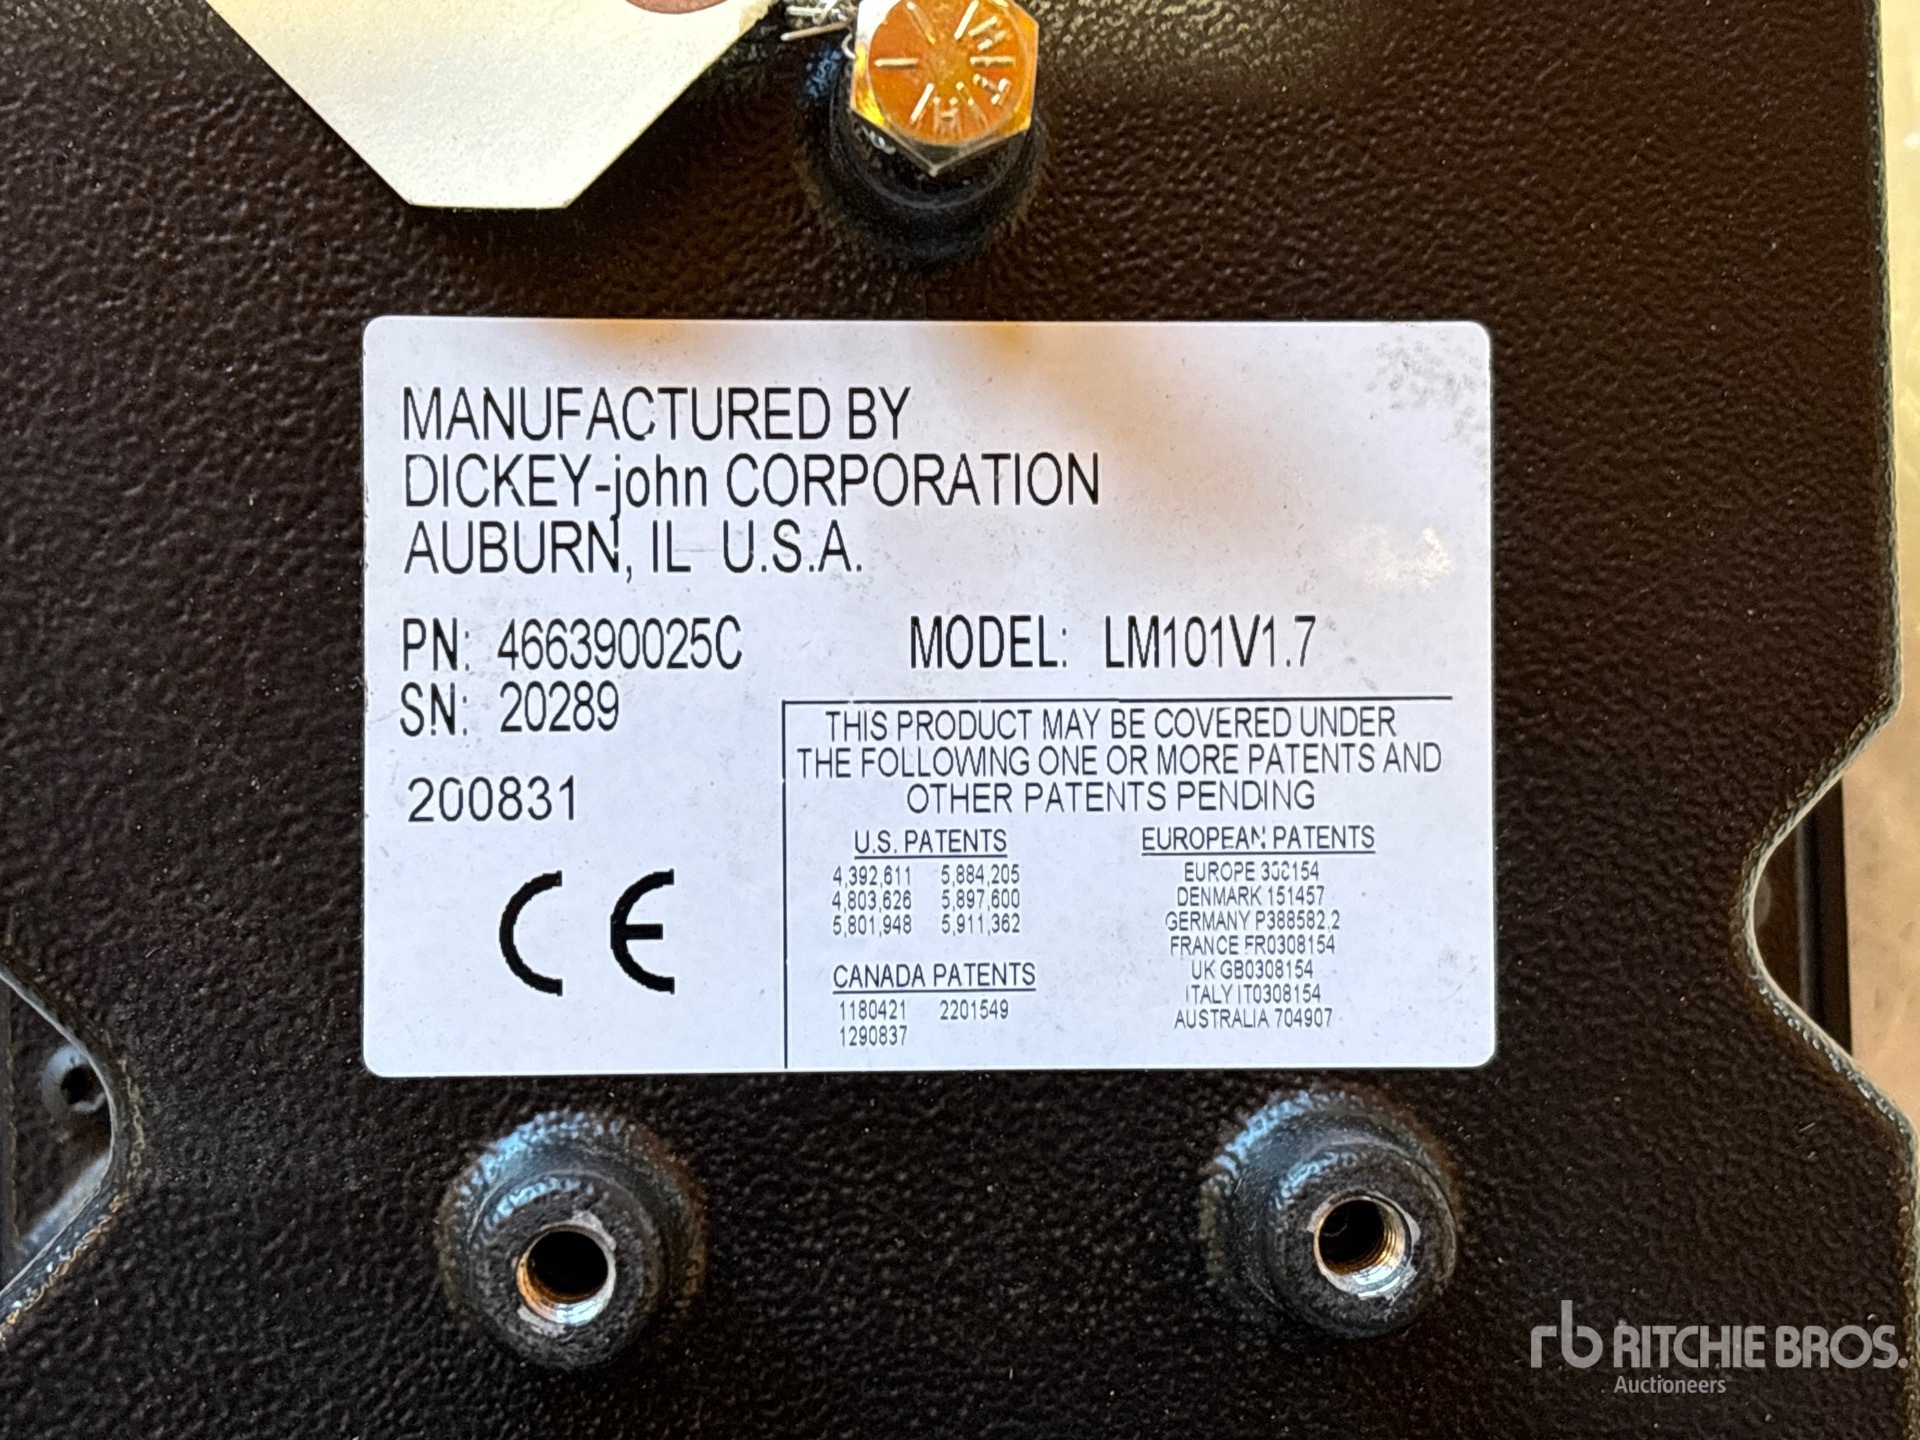 MANUFACTURED BY
DICKEY-john CORPORATION
AUBURN, IL U.S.A.
PN: 466390025C
MODEL: LM101V1.7
SN: 20289
200831
CE
THIS PRODUCT MAY BE COVERED UNDER
THE FOLLOWING ONE OR MORE PATENTS AND
OTHER PATENTS PENDING
U.S. PATENTS
4,392,611 5,884,205
4,803,626 5,897,600
5,801,948 5,911,362
CANADA PATENTS
1180421 2201549
1290837
EUROPEAN PATENTS
EUROPE
DENMARK 151457
GERMANY P388582.2
FRANCE FR0308154
UK GB0308154
ITALY IT0308154
AUSTRALIA 704907
rb RITCHIE BROS.
Auctioneers